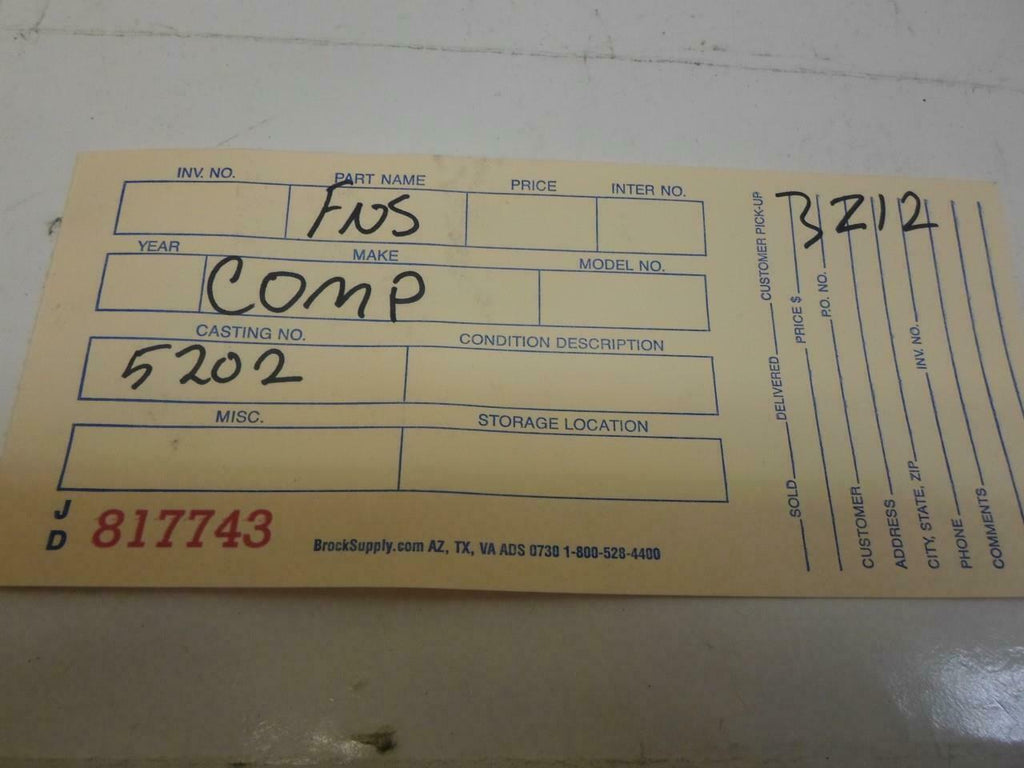 INV. NO. PART NAME PRICE INTER NO.
FNS
YEAR MAKE MODEL NO.
COMP
CASTING NO. CONDITION DESCRIPTION
5202
MISC. STORAGE LOCATION
JD 817743
BrockSupply.com AZ, TX, VA ADS 0730 1-800-528-4400
3212
SOLD DELIVERED CUSTOMER PICK-UP
PRICE $
P.O. NO.
CUSTOMER
ADDRESS
CITY, STATE, ZIP INV. NO.
PHONE
COMMENTS